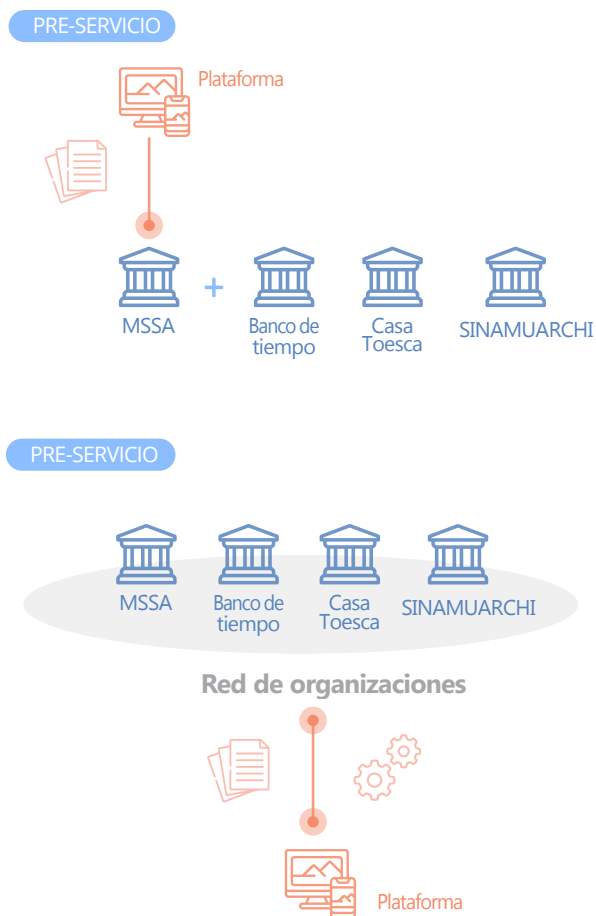 PRE-SERVICIO
Plataforma
MSSA
+
Banco de
tiempo
Casa
Toesca
SINAMUARCHI
PRE-SERVICIO
MSSA
Banco de
tiempo
Casa
Toesca
SINAMUARCHI
Red de organizaciones
Plataforma